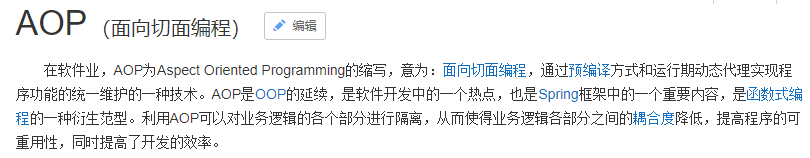 AOP（面向切面编程） 编辑
在软件业，AOP为Aspect Oriented Programming的缩写，意为：面向切面编程，通过预编译方式和运行期动态代理实现程
序功能的统一维护的一种技术。AOP是OOP的延续，是软件开发中的一个热点，也是Spring框架中的一个重要内容，是函数式编
程的一种衍生范型。利用AOP可以对业务逻辑的各个部分进行隔离，从而使得业务逻辑各部分之间的耦合度降低，提高程序的可
重用性，同时提高了开发的效率。